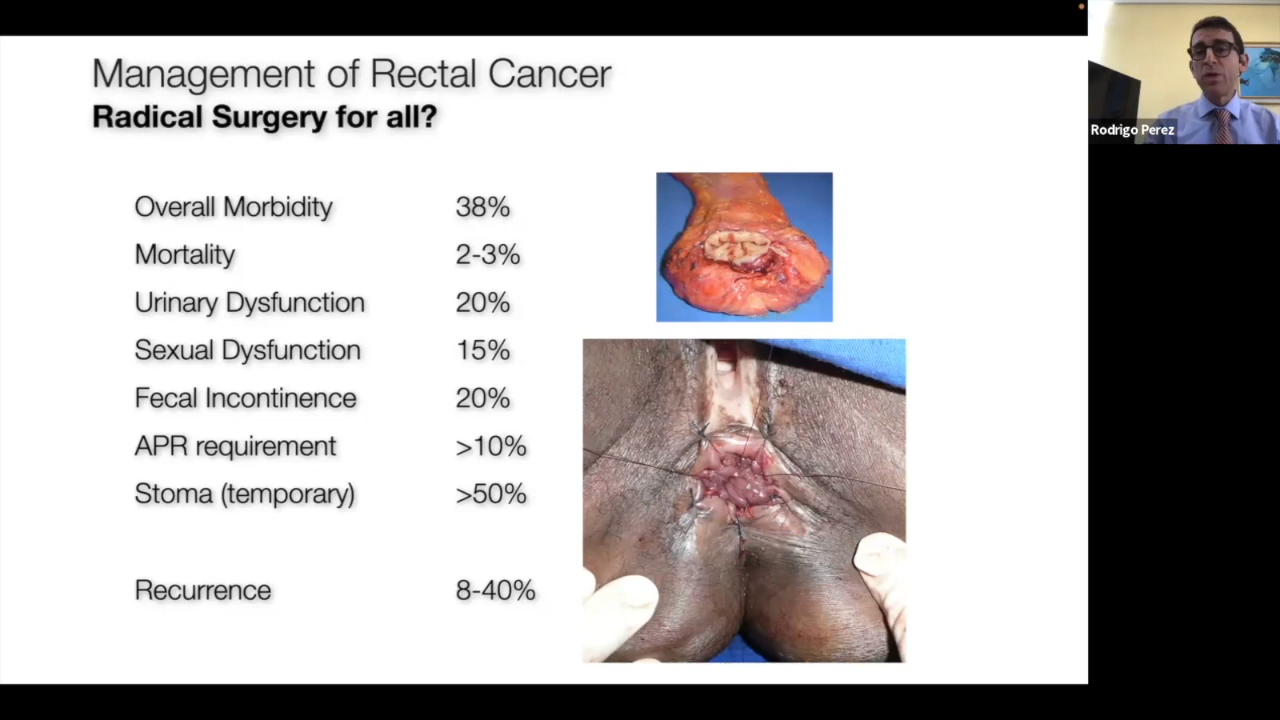 Management of Rectal Cancer
Radical Surgery for all?
Overall Morbidity 38%
Mortality 2-3%
Urinary Dysfunction 20%
Sexual Dysfunction 15%
Fecal Incontinence 20%
APR requirement >10%
Stoma (temporary) >50%
Recurrence 8-40%
Rodrigo Perez